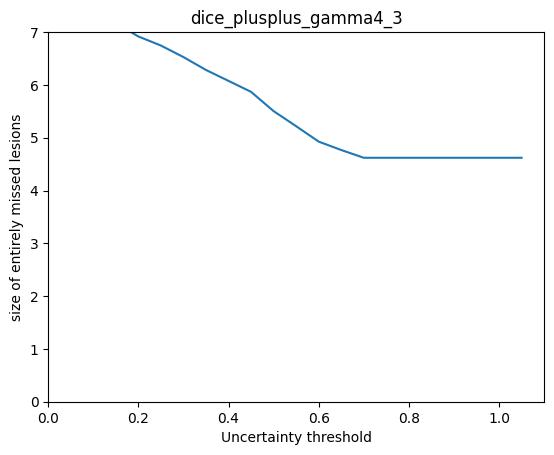 dice_plusplus_gamma4_3
size of entirely missed lesions
7
6
5
4
3
2
1
0
0.0 0.2 0.4 0.6 0.8 1.0
Uncertainty threshold